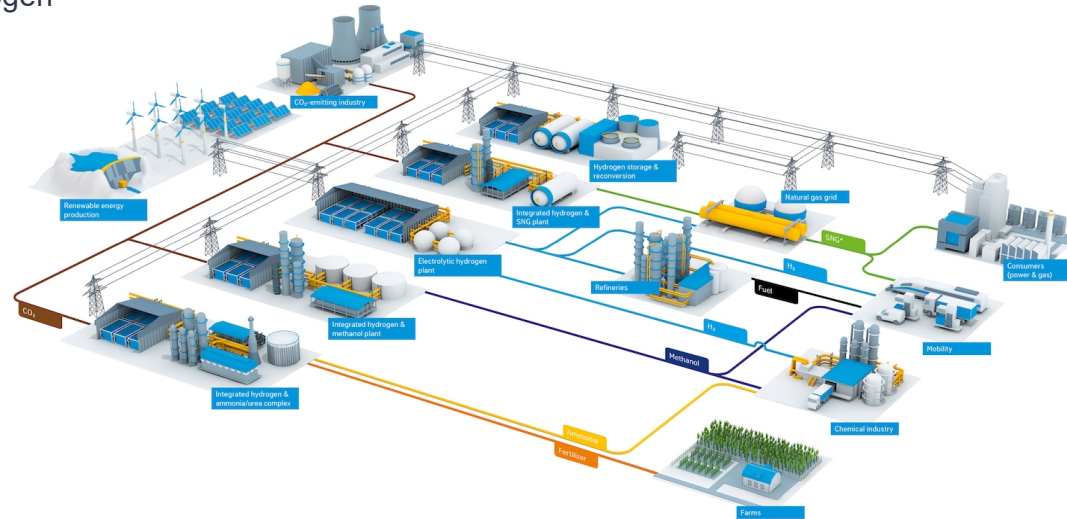 CO₂-emitting industry
Renewable energy
production
Hydrogen storage &
reconversion
Natural gas grid
Integrated hydrogen &
SNG plant
SNG*
Electrolytic hydrogen
plant
H₂
Consumers
(power & gas)
Refineries
Fuel
CO₂
Integrated hydrogen &
methanol plant
H₂
Mobility
Methanol
Integrated hydrogen &
ammonia/urea complex
Chemical industry
Ammonia
Fertilizer
Farms